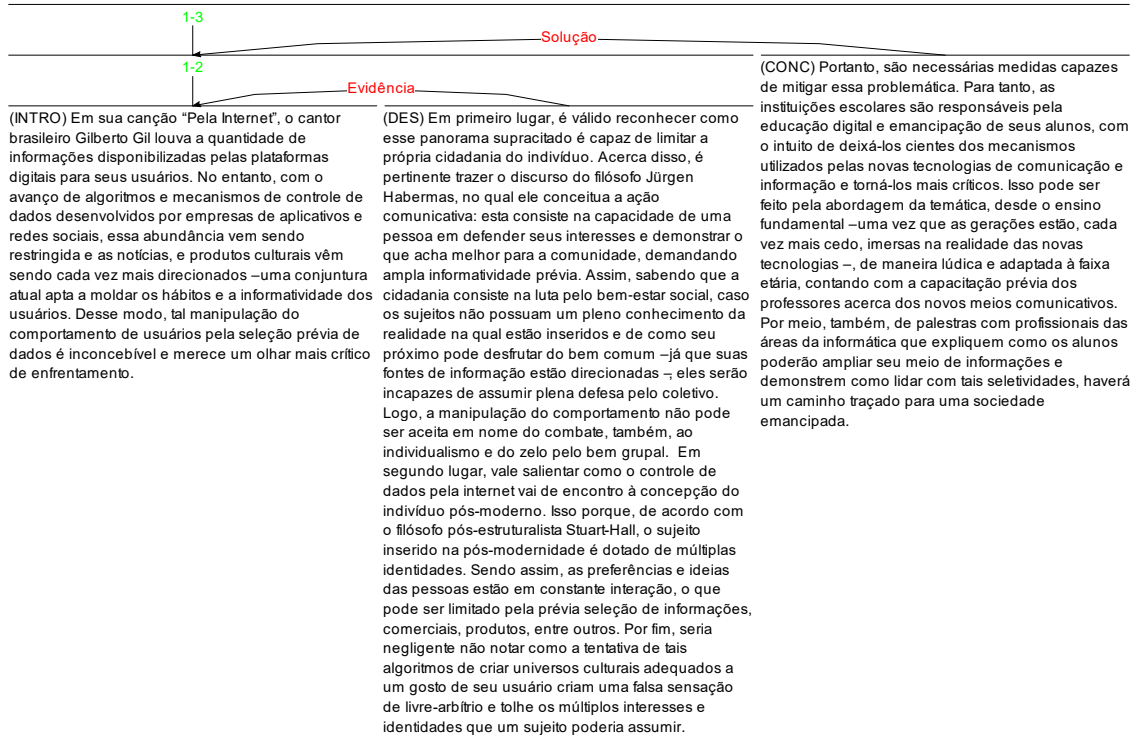 1-3
Solução
1-2
Evidência
(INTRO) Em sua canção “Pela Internet”, o cantor
brasileiro Gilberto Gil louva a quantidade de
informações disponibilizadas pelas plataformas
digitais para seus usuários. No entanto, com o
avanço de algoritmos e mecanismos de controle de
dados desenvolvidos por empresas de aplicativos e
redes sociais, essa abundância vem sendo
restringida e as notícias, e produtos culturais vêm
sendo cada vez mais direcionados –uma conjuntura
atual apta a moldar os hábitos e a informatividade dos
usuários. Desse modo, tal manipulação do
comportamento de usuários pela seleção prévia de
dados é inconcebível e merece um olhar mais crítico
de enfrentamento.
(DES) Em primeiro lugar, é válido reconhecer como
esse panorama supracitado é capaz de limitar a
própria cidadania do indivíduo. Acerca disso, é
pertinente trazer o discurso do filósofo Jürgen
Habermas, no qual ele conceitua a ação
comunicativa: esta consiste na capacidade de uma
pessoa em defender seus interesses e demonstrar o
que acha melhor para a comunidade, demandando
ampla informatividade prévia. Assim, sabendo que a
cidadania consiste na luta pelo bem-estar social, caso
os sujeitos não possuam um pleno conhecimento da
realidade na qual estão inseridos e de como seu
próximo pode desfrutar do bem comum –já que suas
fontes de informação estão direcionadas –, eles serão
incapazes de assumir plena defesa pelo coletivo.
Logo, a manipulação do comportamento não pode
ser aceita em nome do combate, também, ao
individualismo e do zelo pelo bem grupal.  Em
segundo lugar, vale salientar como o controle de
dados pela internet vai de encontro à concepção do
indivíduo pós-moderno. Isso porque, de acordo com
o filósofo pós-estruturalista Stuart-Hall, o sujeito
inserido na pós-modernidade é dotado de múltiplas
identidades. Sendo assim, as preferências e ideias
das pessoas estão em constante interação, o que
pode ser limitado pela prévia seleção de informações,
comerciais, produtos, entre outros. Por fim, seria
negligente não notar como a tentativa de tais
algoritmos de criar universos culturais adequados a
um gosto de seu usuário criam uma falsa sensação
de livre-arbítrio e tolhe os múltiplos interesses e
identidades que um sujeito poderia assumir.
(CONC) Portanto, são necessárias medidas capazes
de mitigar essa problemática. Para tanto, as
instituições escolares são responsáveis pela
educação digital e emancipação de seus alunos, com
o intuito de deixá-los cientes dos mecanismos
utilizados pelas novas tecnologias de comunicação e
informação e torná-los mais críticos. Isso pode ser
feito pela abordagem da temática, desde o ensino
fundamental –uma vez que as gerações estão, cada
vez mais cedo, imersas na realidade das novas
tecnologias –, de maneira lúdica e adaptada à faixa
etária, contando com a capacitação prévia dos
professores acerca dos novos meios comunicativos.
Por meio, também, de palestras com profissionais das
áreas da informática que expliquem como os alunos
poderão ampliar seu meio de informações e
demonstrem como lidar com tais seletividades, haverá
um caminho traçado para uma sociedade
emancipada.